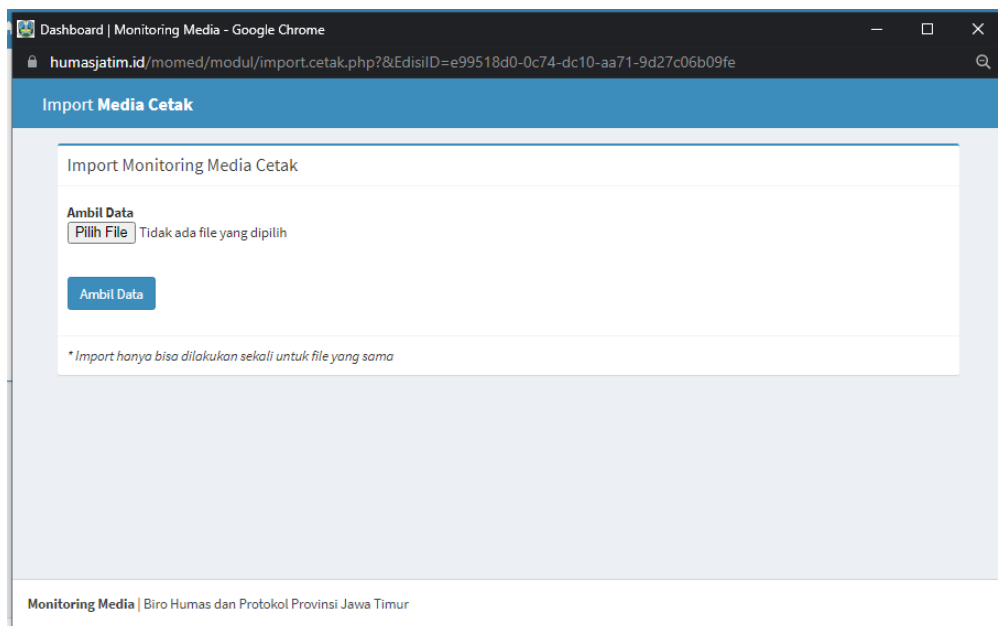 Dashboard | Monitoring Media - Google Chrome
humasjatim.id/momed/modul/import.cetak.php?&EdisiID=e99518d0-0c74-dc10-aa71-9d27c06b09fe
Import Media Cetak
Import Monitoring Media Cetak
Ambil Data
Pilih File Tidak ada file yang dipilih
Ambil Data
* Import hanya bisa dilakukan sekali untuk file yang sama
Monitoring Media | Biro Humas dan Protokol Provinsi Jawa Timur